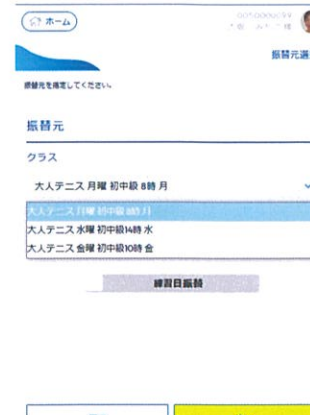 ホーム
振替元選
振替元を指定してください。
振替元
クラス
大人テニス 月曜 初中級 8時 月
大人テニス 月曜 初中級 8時 月
大人テニス 水曜 初中級14時 水
大人テニス 金曜 初中級10時 金
練習日振替